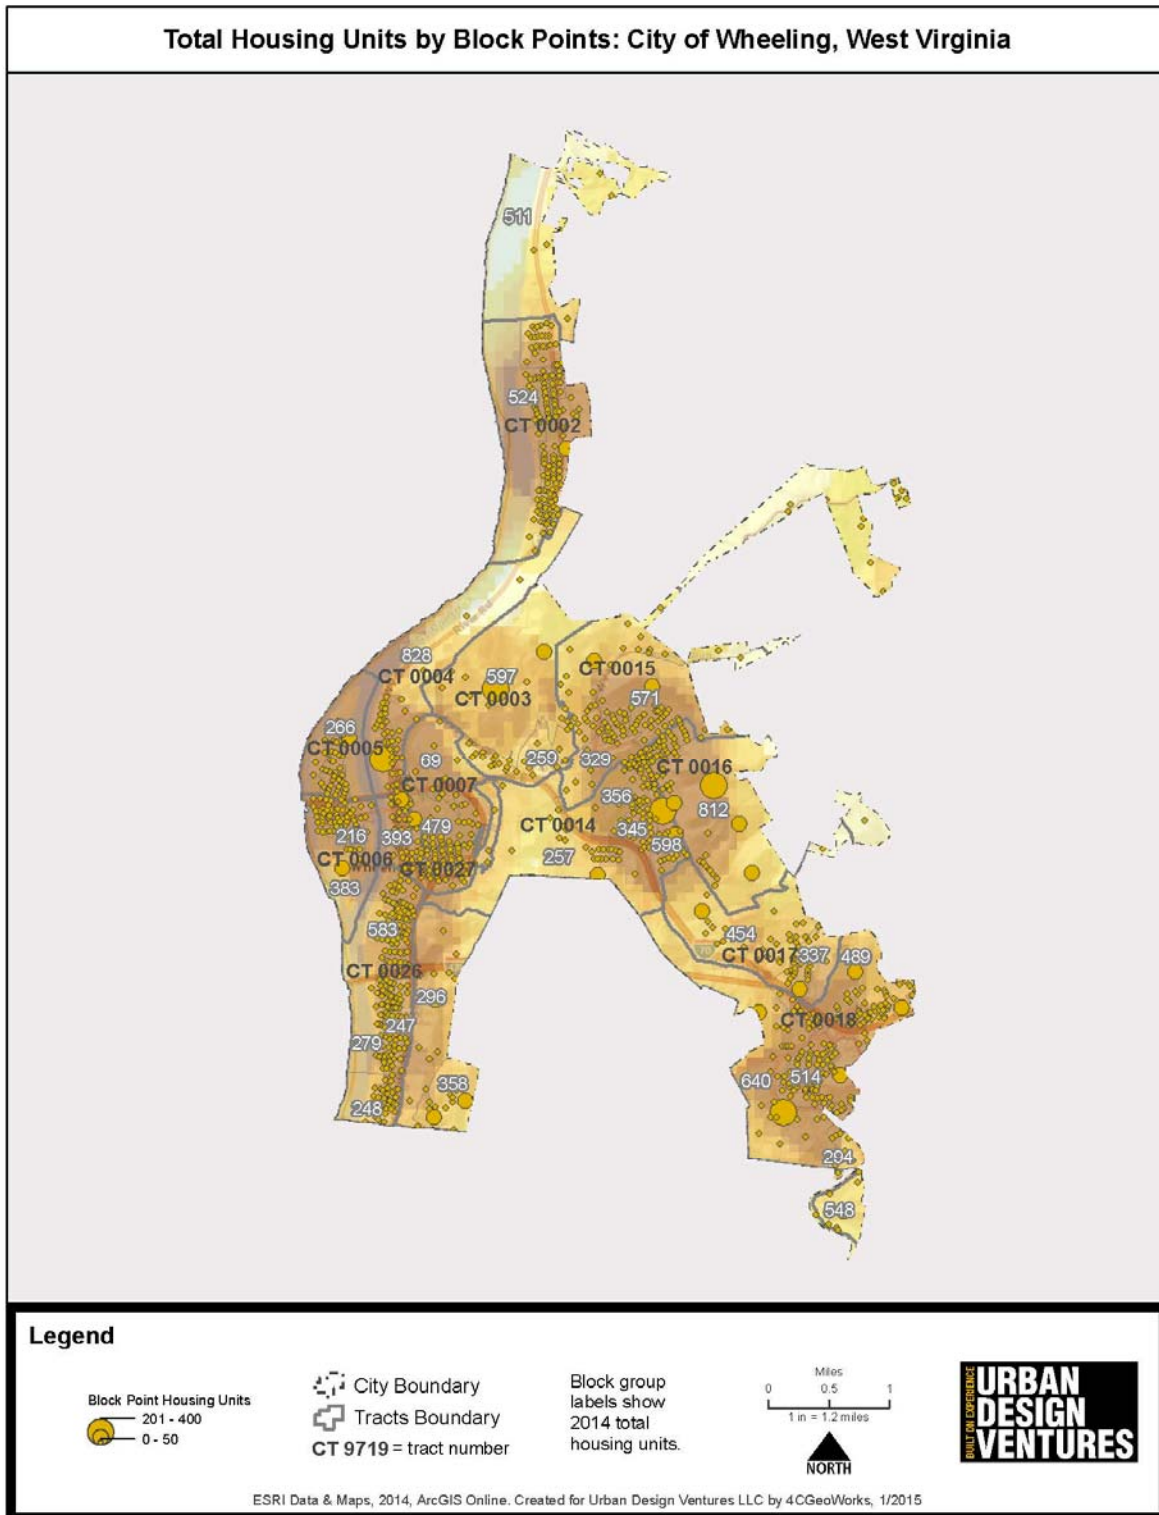 Total Housing Units by Block Points: City of Wheeling, West Virginia
511
524
CT 0002
River Rd
828
CT 0004
597
CT 0003
CT 0015
571
266
CT 0005
69
CT 0007
259
329
CT 0016
356
812
216
393
479
CT 0014
345
598
CT 0006
CT 0027
257
383
583
454
CT 0017
337
489
CT 0026
296
247
CT 0018
279
640
514
358
248
294
548
Legend
Block Point Housing Units
201 - 400
0 - 50
City Boundary
Tracts Boundary
CT 9719 = tract number
Block group
labels show
2014 total
housing units.
Miles
0 0.5 1
1 in = 1.2 miles
NORTH
BUILT ON EXPERIENCE
URBAN
DESIGN
VENTURES
ESRI Data & Maps, 2014, ArcGIS Online. Created for Urban Design Ventures LLC by 4CGeoWorks, 1/2015